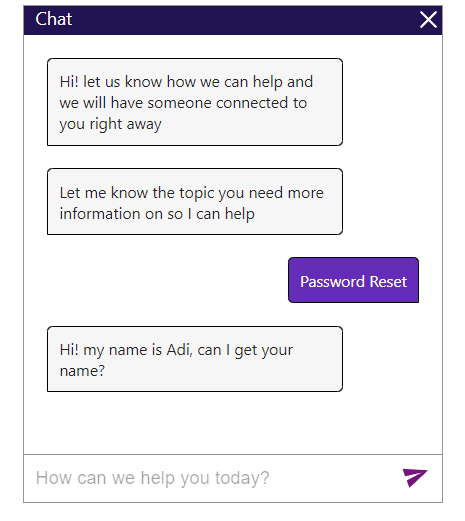 Chat
Hi! let us know how we can help and
we will have someone connected to
you right away
Let me know the topic you need more
information on so I can help
Password Reset
Hi! my name is Adi, can I get your
name?
How can we help you today?